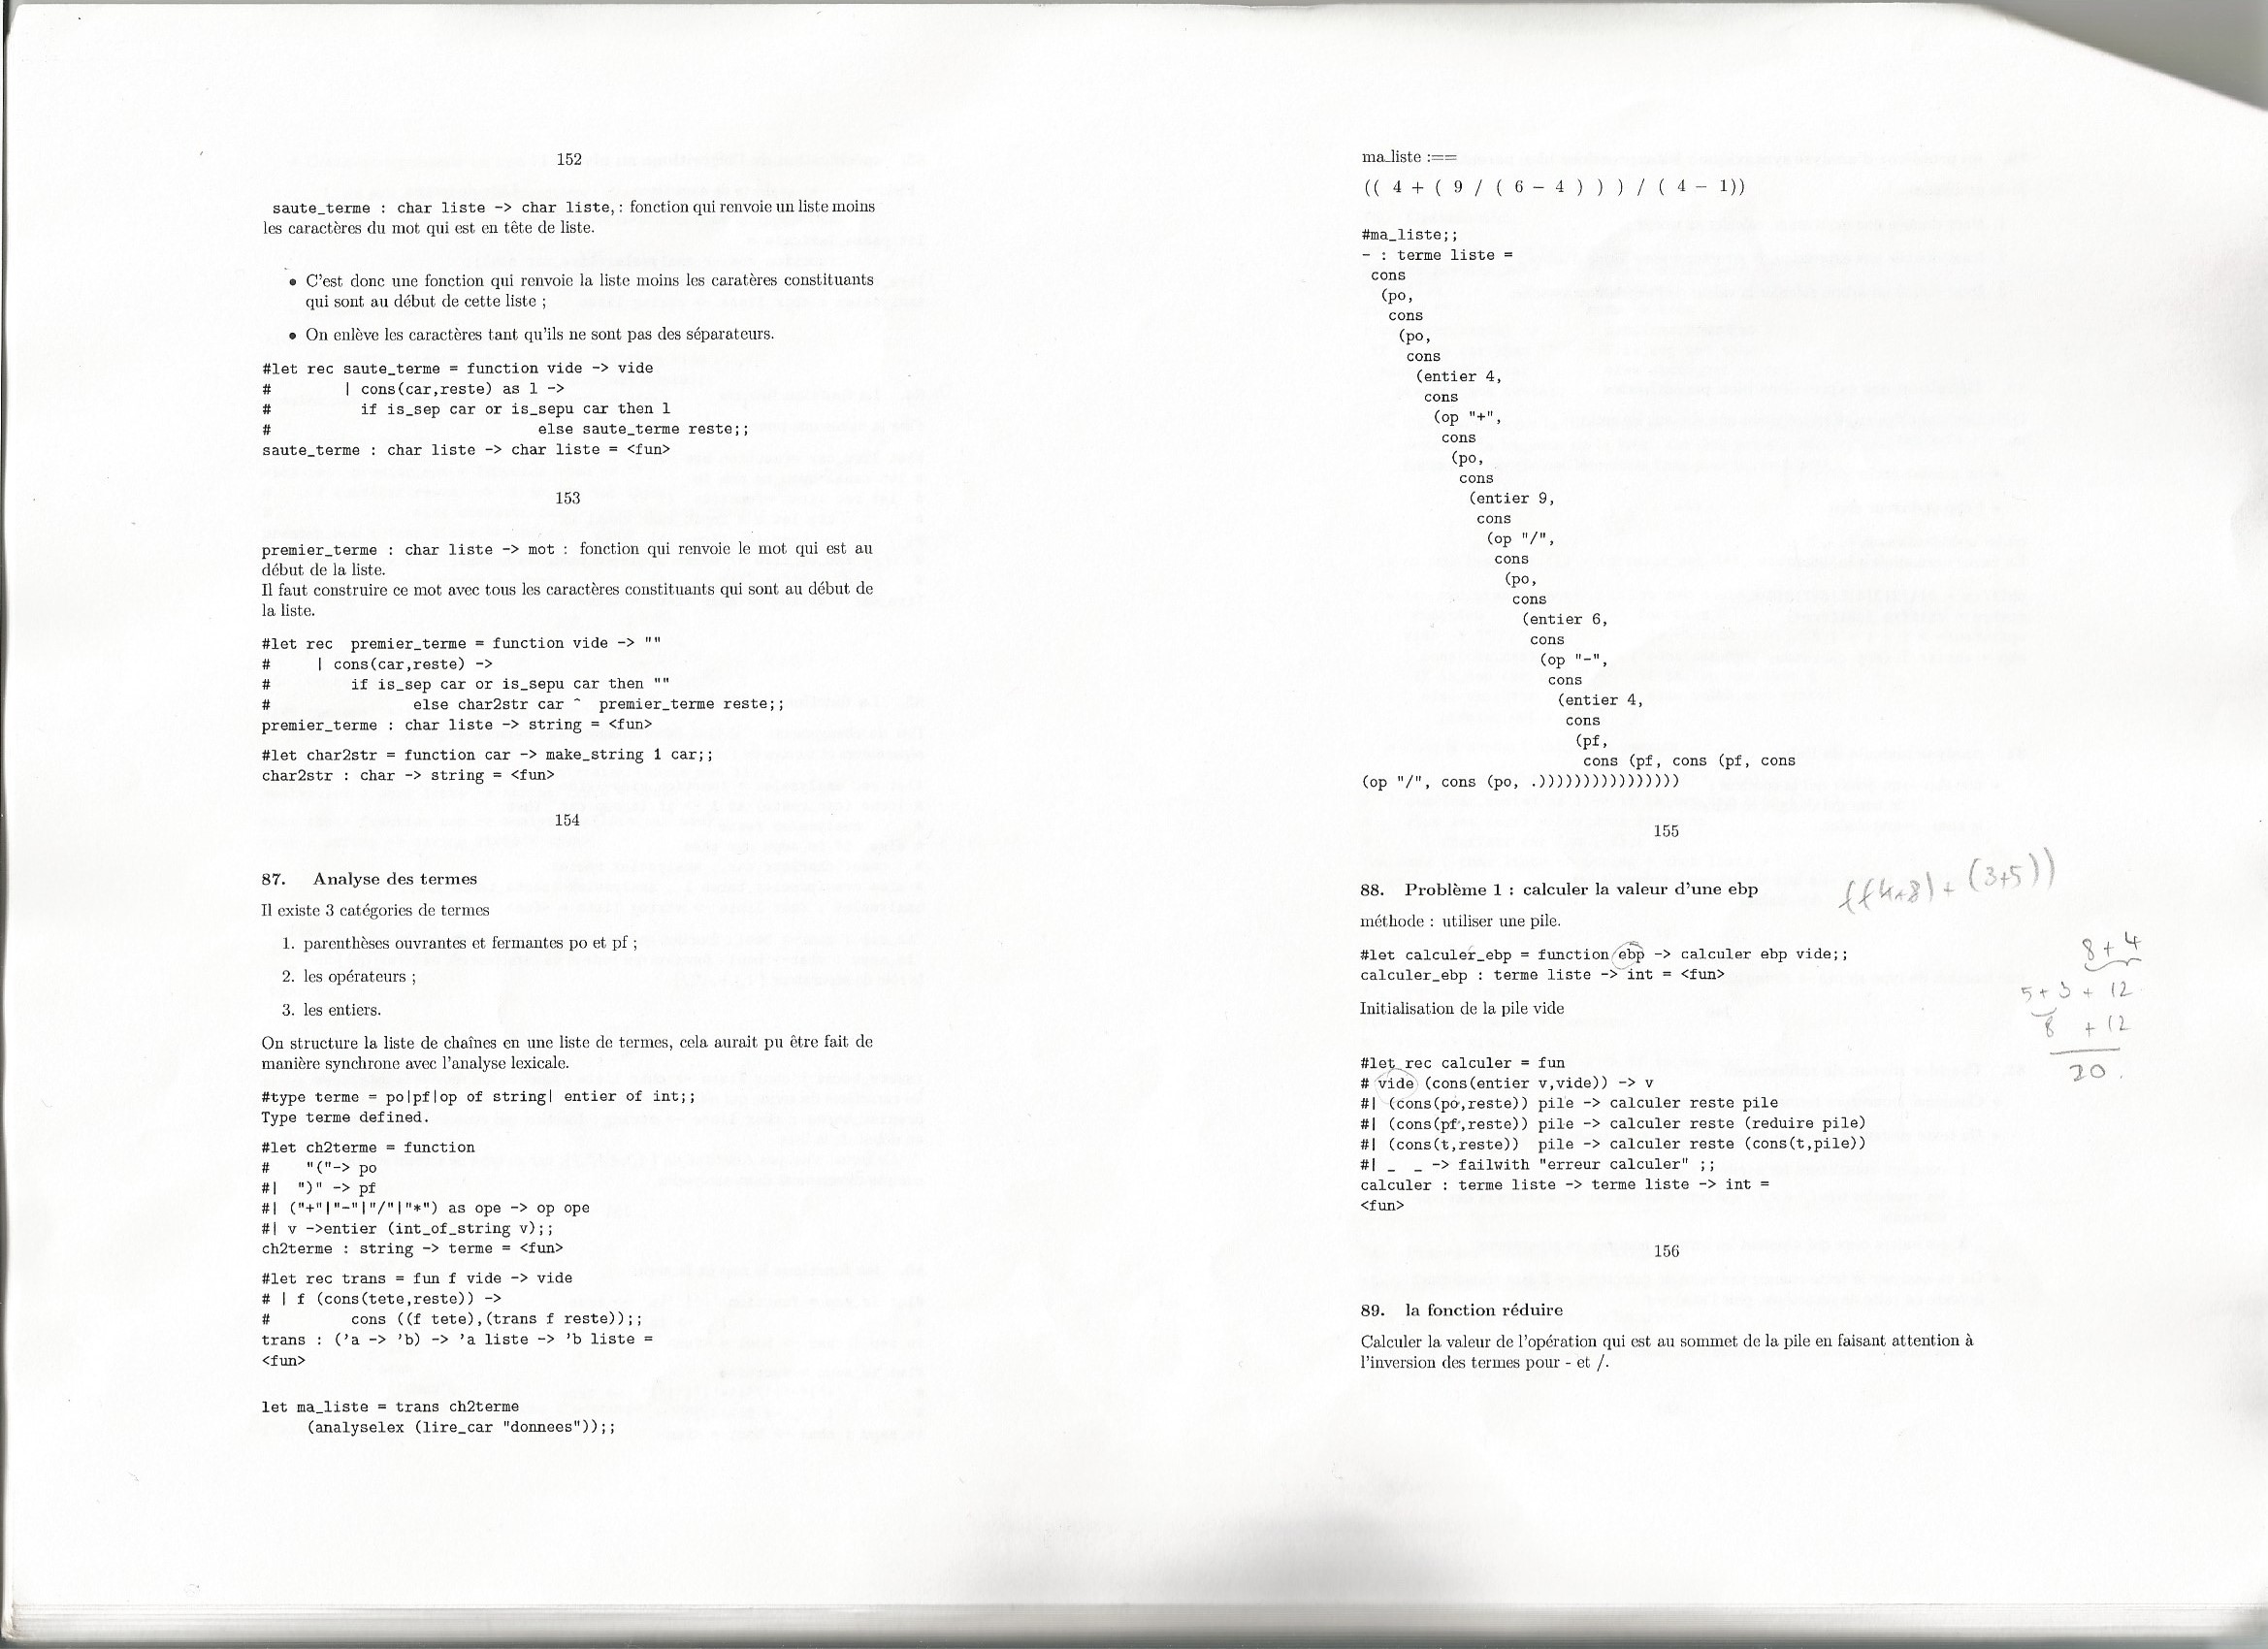 152
saute_terme : char liste -> char liste, : fonction qui renvoie un liste moins
les caractères du mot qui est en tête de liste.
• C'est donc une fonction qui renvoie la liste moins les caratères constituants
qui sont au début de cette liste ;
• On enlève les caractères tant qu'ils ne sont pas des séparateurs.
#let rec saute_terme = function vide -> vide
#        | cons(car,reste) as l ->
#          if is_sep car or is_sepu car then l
#                              else saute_terme reste;;
saute_terme : char liste -> char liste = <fun>
153
premier_terme : char liste -> mot : fonction qui renvoie le mot qui est au
début de la liste.
Il faut construire ce mot avec tous les caractères constituants qui sont au début de
la liste.
#let rec  premier_terme = function vide -> ""
#     | cons(car,reste) ->
#         if is_sep car or is_sepu car then ""
#                else char2str car ^  premier_terme reste;;
premier_terme : char liste -> string = <fun>
#let char2str = function car -> make_string 1 car;;
char2str : char -> string = <fun>
154
87. Analyse des termes
Il existe 3 catégories de termes
1. parenthèses ouvrantes et fermantes po et pf ;
2. les opérateurs ;
3. les entiers.
On structure la liste de chaînes en une liste de termes, cela aurait pu être fait de
manière synchrone avec l'analyse lexicale.
#type terme = po|pf|op of string| entier of int;;
Type terme defined.
#let ch2terme = function
#    "("-> po
#|  ")" -> pf
#| ("+"|"-"|"/"|"*") as ope -> op ope
#| v ->entier (int_of_string v);;
ch2terme : string -> terme = <fun>
#let rec trans = fun f vide -> vide
# | f (cons(tete,reste)) ->
#         cons ((f tete),(trans f reste));;
trans : ('a -> 'b) -> 'a liste -> 'b liste =
<fun>
let ma_liste = trans ch2terme
     (analyselex (lire_car "donnees"));;
ma_liste :==
(( 4 + ( 9 / ( 6 − 4 ) ) ) / ( 4 − 1))
#ma_liste;;
- : terme liste =
 cons
  (po,
   cons
    (po,
     cons
      (entier 4,
       cons
        (op "+",
         cons
          (po,
           cons
            (entier 9,
             cons
              (op "/",
               cons
                (po,
                 cons
                  (entier 6,
                   cons
                    (op "-",
                     cons
                      (entier 4,
                       cons
                        (pf,
                         cons (pf, cons (pf, cons
(op "/", cons (po, .))))))))))))))))
155
88. Problème 1 : calculer la valeur d'une ebp
((4+8) + (3+5))
méthode : utiliser une pile.
#let calculer_ebp = function ebp -> calculer ebp vide;;
calculer_ebp : terme liste -> int = <fun>
8 + 4
5 + 3 + 12
8 + 12
20
Initialisation de la pile vide
#let rec calculer = fun
# vide (cons(entier v,vide)) -> v
#| (cons(po,reste)) pile -> calculer reste pile
#| (cons(pf,reste)) pile -> calculer reste (reduire pile)
#| (cons(t,reste))  pile -> calculer reste (cons(t,pile))
#| _  _ -> failwith "erreur calculer" ;;
calculer : terme liste -> terme liste -> int =
<fun>
156
89. la fonction réduire
Calculer la valeur de l'opération qui est au sommet de la pile en faisant attention à
l'inversion des termes pour - et /.